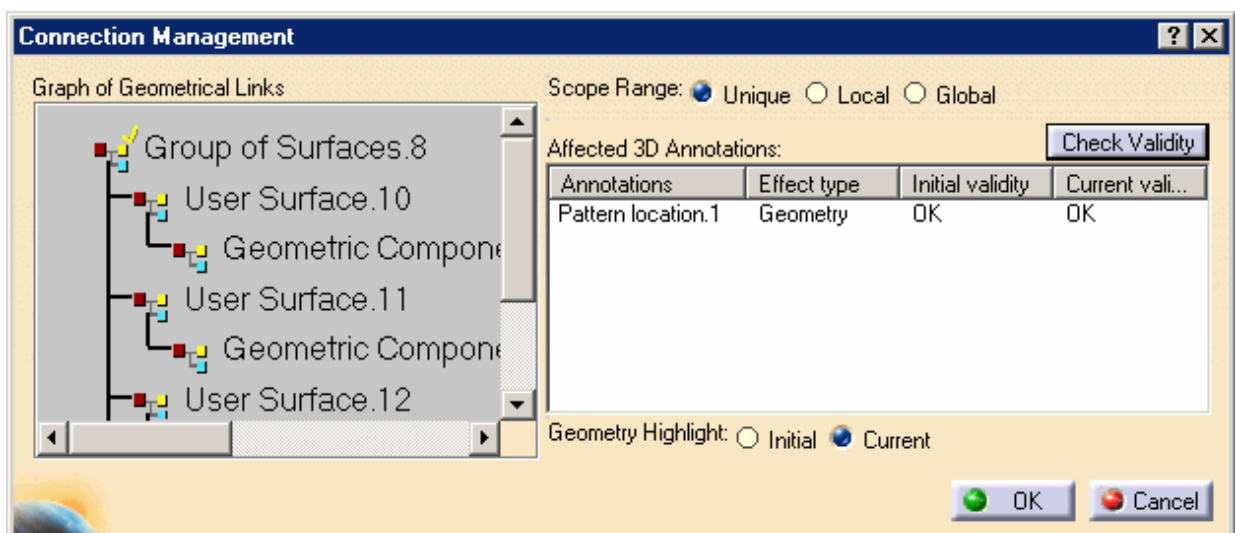 Connection Management
Graph of Geometrical Links
Group of Surfaces.8
User Surface.10
Geometric Compone
User Surface.11
Geometric Compone
User Surface.12
Scope Range: Unique Local Global
Check Validity
Affected 3D Annotations:
Annotations Effect type Initial validity Current vali...
Pattern location.1 Geometry OK OK
Geometry Highlight: Initial Current
OK Cancel